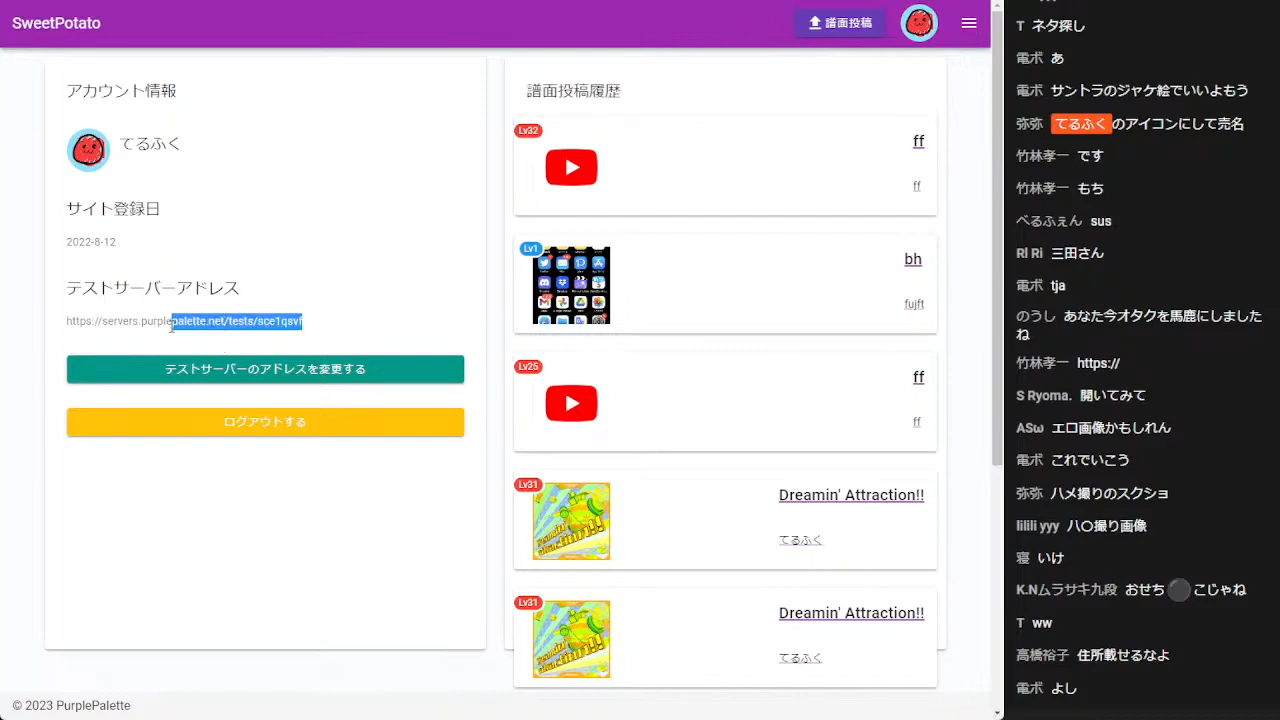 SweetPotato
譜面投稿
アカウント情報
てるふく
サイト登録日
2022-8-12
テストサーバーアドレス
https://servers.purplepalette.net/tests/sce1qsvf
テストサーバーのアドレスを変更する
ログアウトする
譜面投稿履歴
Lv32
ff
ff
Lv1
bh
fujft
Lv25
ff
ff
Lv31
Dreamin' Attraction!!
てるふく
Lv31
Dreamin' Attraction!!
てるふく
© 2023 PurplePalette
T ネタ探し
電ボ あ
電ボ サントラのジャケ絵でいいよもう
弥弥 てるふくのアイコンにして売名
竹林孝一 です
竹林孝一 もち
べるふぇん sus
RI Ri 三田さん
電ボ tja
のうし あなた今オタクを馬鹿にしました
ね
竹林孝一 https://
S Ryoma. 開いてみて
ASω エロ画像かもしれん
電ボ これでいこう
弥弥 ハメ撮りのスクショ
lilili yyy 八〇撮り画像
寝 いけ
K.Nムラサキ九段 おせち こじゃね
T ww
高橋裕子 住所載せるなよ
電ボ よし